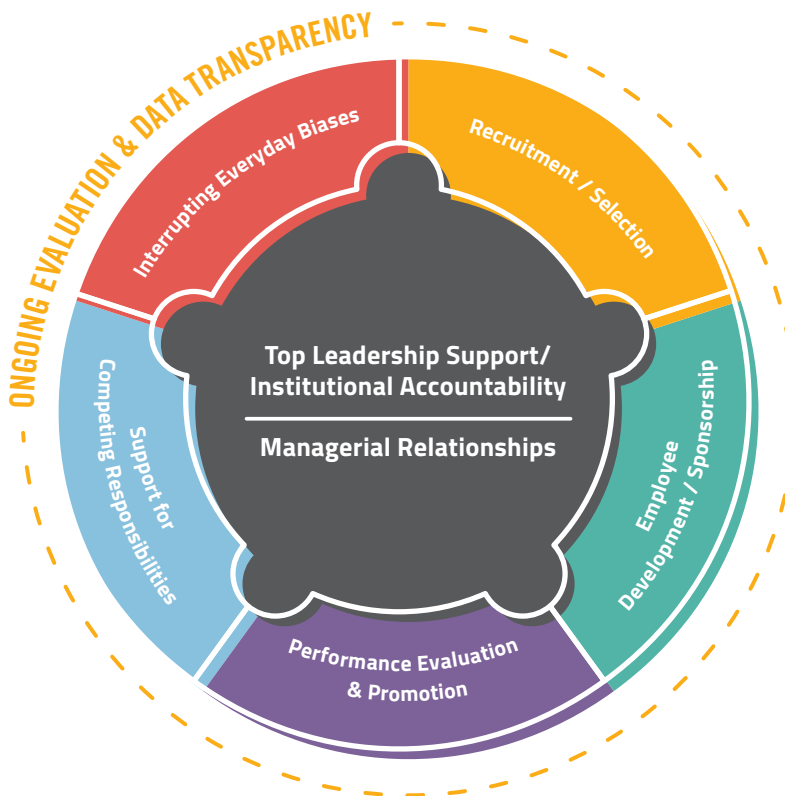 ONGOING EVALUATION & DATA TRANSPARENCY
Interrupting Everyday Biases
Recruitment / Selection
Top Leadership Support/
Institutional Accountability
Managerial Relationships
Support for
Competing Responsibilities
Employee
Development / Sponsorship
Performance Evaluation
& Promotion